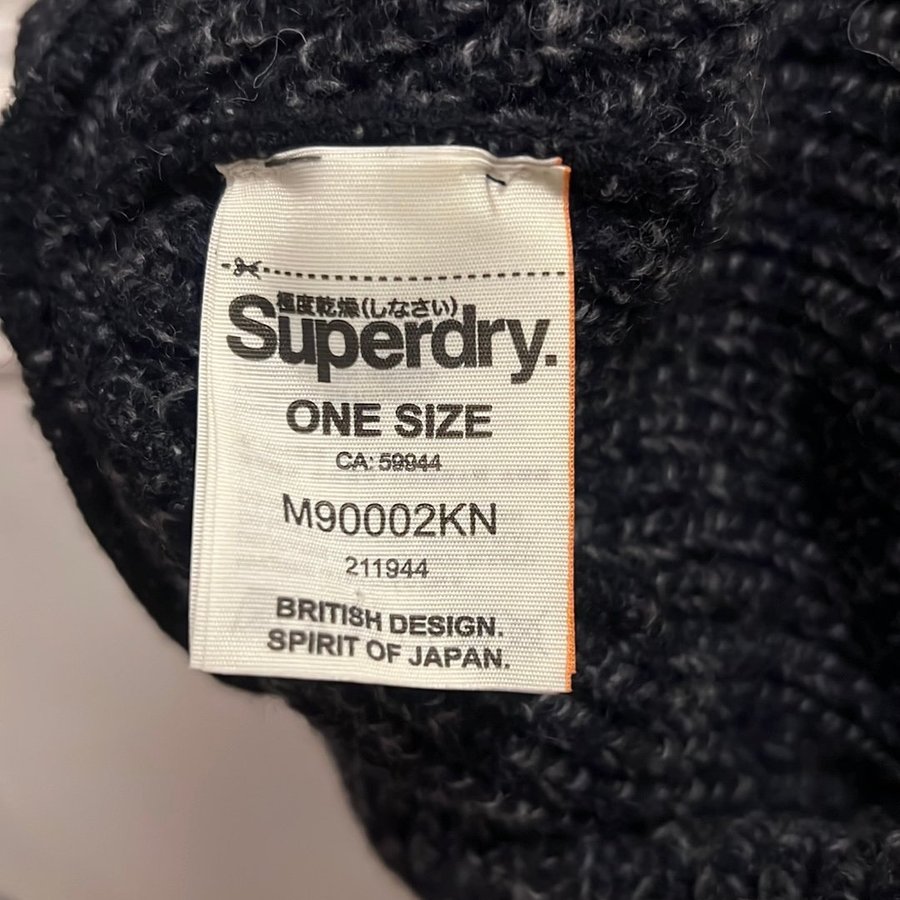 極度乾燥(しなさい)
Superdry.
ONE SIZE
CA: 59944
M90002KN
211944
BRITISH DESIGN.
SPIRIT OF JAPAN.